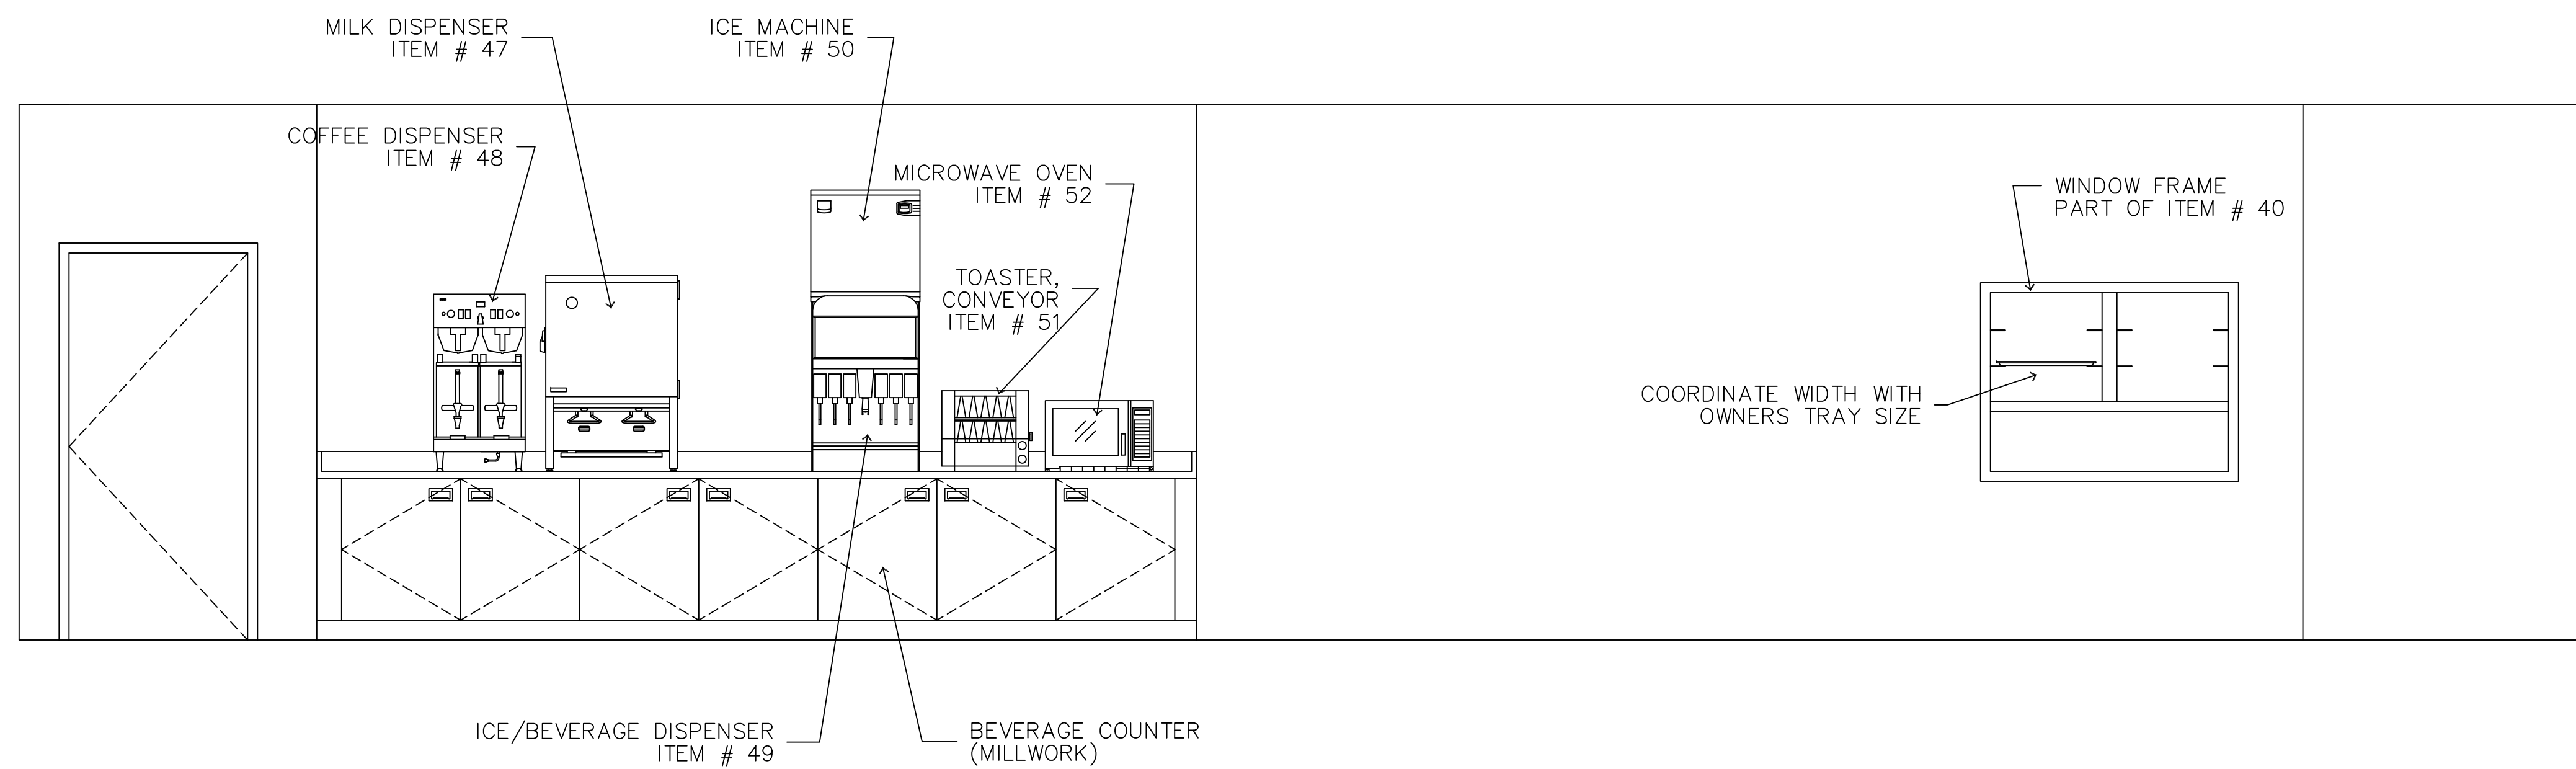 MILK DISPENSER
ITEM # 47
ICE MACHINE
ITEM # 50
COFFEE DISPENSER
ITEM # 48
MICROWAVE OVEN
ITEM # 52
WINDOW FRAME
PART OF ITEM # 40
TOASTER,
CONVEYOR
ITEM # 51
COORDINATE WIDTH WITH
OWNERS TRAY SIZE
ICE/BEVERAGE DISPENSER
ITEM # 49
BEVERAGE COUNTER
(MILLWORK)